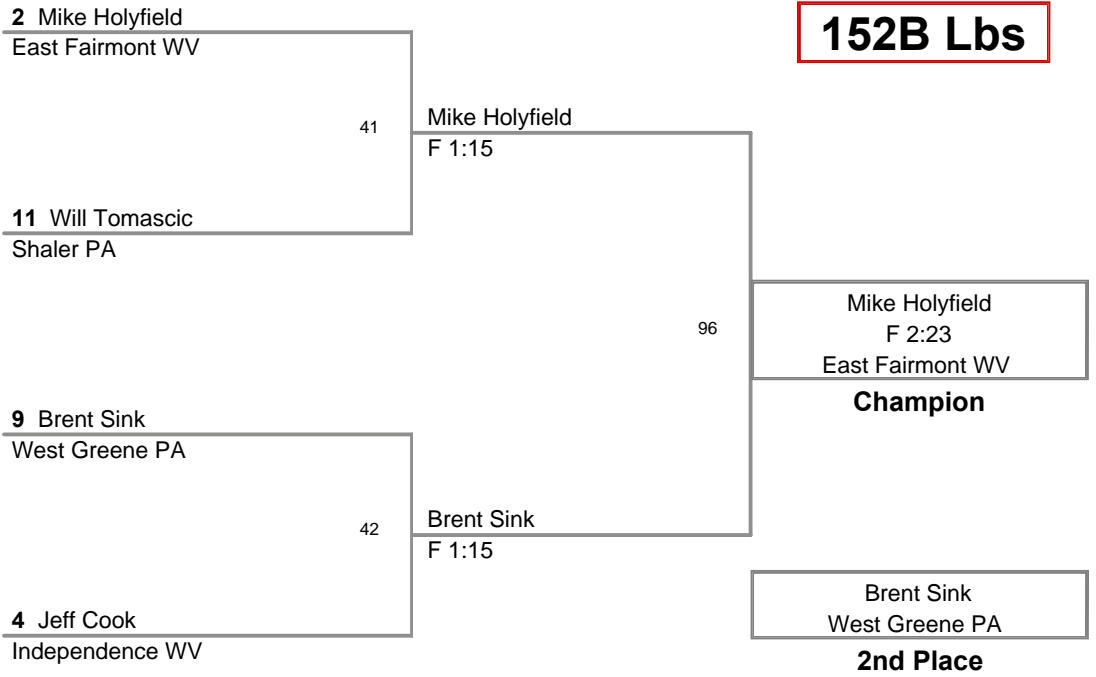 2 Mike Holyfield
East Fairmont WV
152B Lbs
41
Mike Holyfield
F 1:15
11 Will Tomascic
Shaler PA
96
Mike Holyfield
F 2:23
East Fairmont WV
Champion
9 Brent Sink
West Greene PA
42
Brent Sink
F 1:15
4 Jeff Cook
Independence WV
Brent Sink
West Greene PA
2nd Place